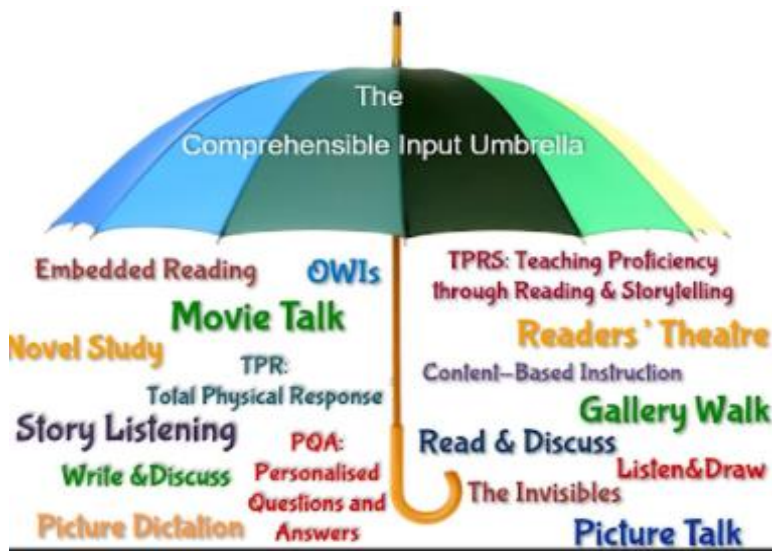 The
Comprehensible Input Umbrella
Embedded Reading
OWIs
Movie Talk
Novel Study
TPR:
Total Physical Response
Story Listening
Write &Discuss
PQA:
Personalised
Questions and
Answers
Picture Dictation
TPRS: Teaching Proficiency
through Reading & Storytelling
Readers' Theatre
Content-Based Instruction
Gallery Walk
Read & Discuss
Listen&Draw
The Invisibles
Picture Talk